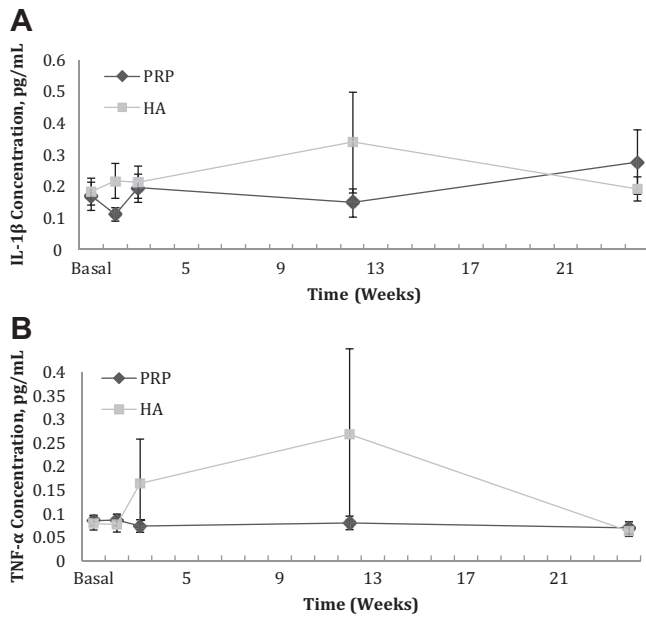 A
IL-1β Concentration, pg/mL
0.6
0.5
0.4
0.3
0.2
0.1
0
PRP
HA
Basal 5 9 13 17 21
Time (Weeks)
B
TNF-α Concentration, pg/mL
0.4
0.35
0.3
0.25
0.2
0.15
0.1
0.05
0
PRP
HA
Basal 5 9 13 17 21
Time (Weeks)